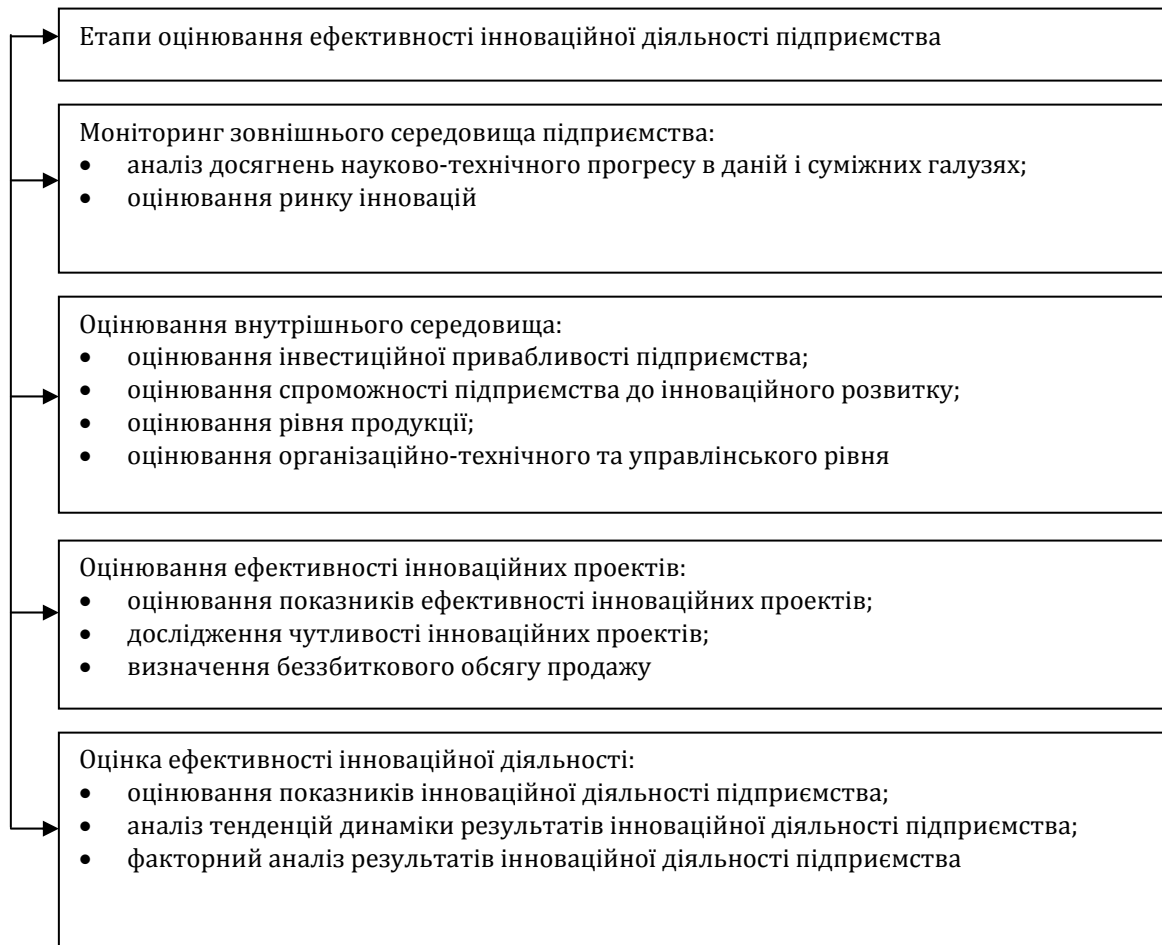 Етапи оцінювання ефективності інноваційної діяльності підприємства
Моніторинг зовнішнього середовища підприємства:
• аналіз досягнень науково-технічного прогресу в даній і суміжних галузях;
• оцінювання ринку інновацій
Оцінювання внутрішнього середовища:
• оцінювання інвестиційної привабливості підприємства;
• оцінювання спроможності підприємства до інноваційного розвитку;
• оцінювання рівня продукції;
• оцінювання організаційно-технічного та управлінського рівня
Оцінювання ефективності інноваційних проектів:
• оцінювання показників ефективності інноваційних проектів;
• дослідження чутливості інноваційних проектів;
• визначення беззбиткового обсягу продажу
Оцінка ефективності інноваційної діяльності:
• оцінювання показників інноваційної діяльності підприємства;
• аналіз тенденцій динаміки результатів інноваційної діяльності підприємства;
• факторний аналіз результатів інноваційної діяльності підприємства